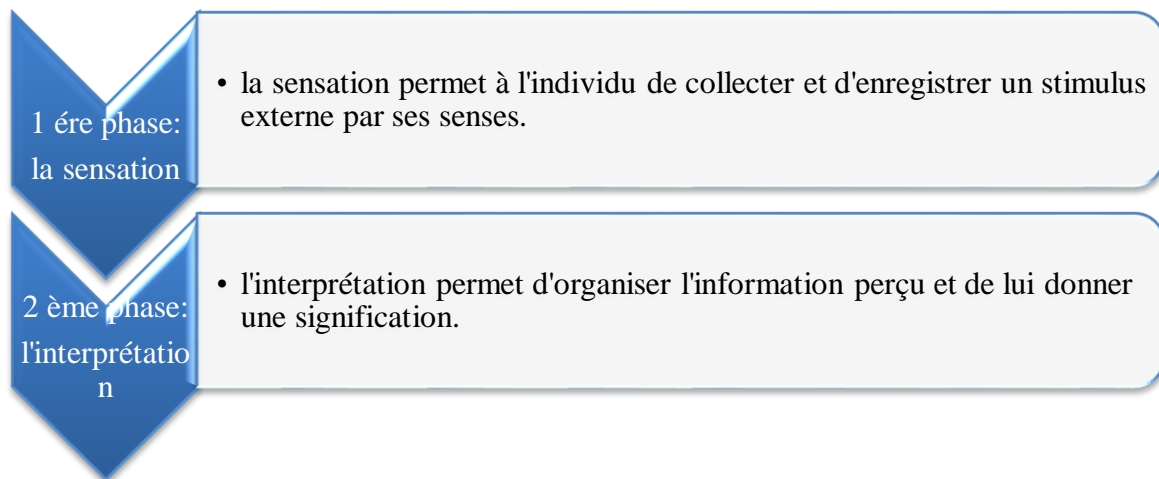 1 ére phase:
la sensation
• la sensation permet à l'individu de collecter et d'enregistrer un stimulus
externe par ses senses.
2 ème phase:
l'interprétatio
n
• l'interprétation permet d'organiser l'information perçu et de lui donner
une signification.